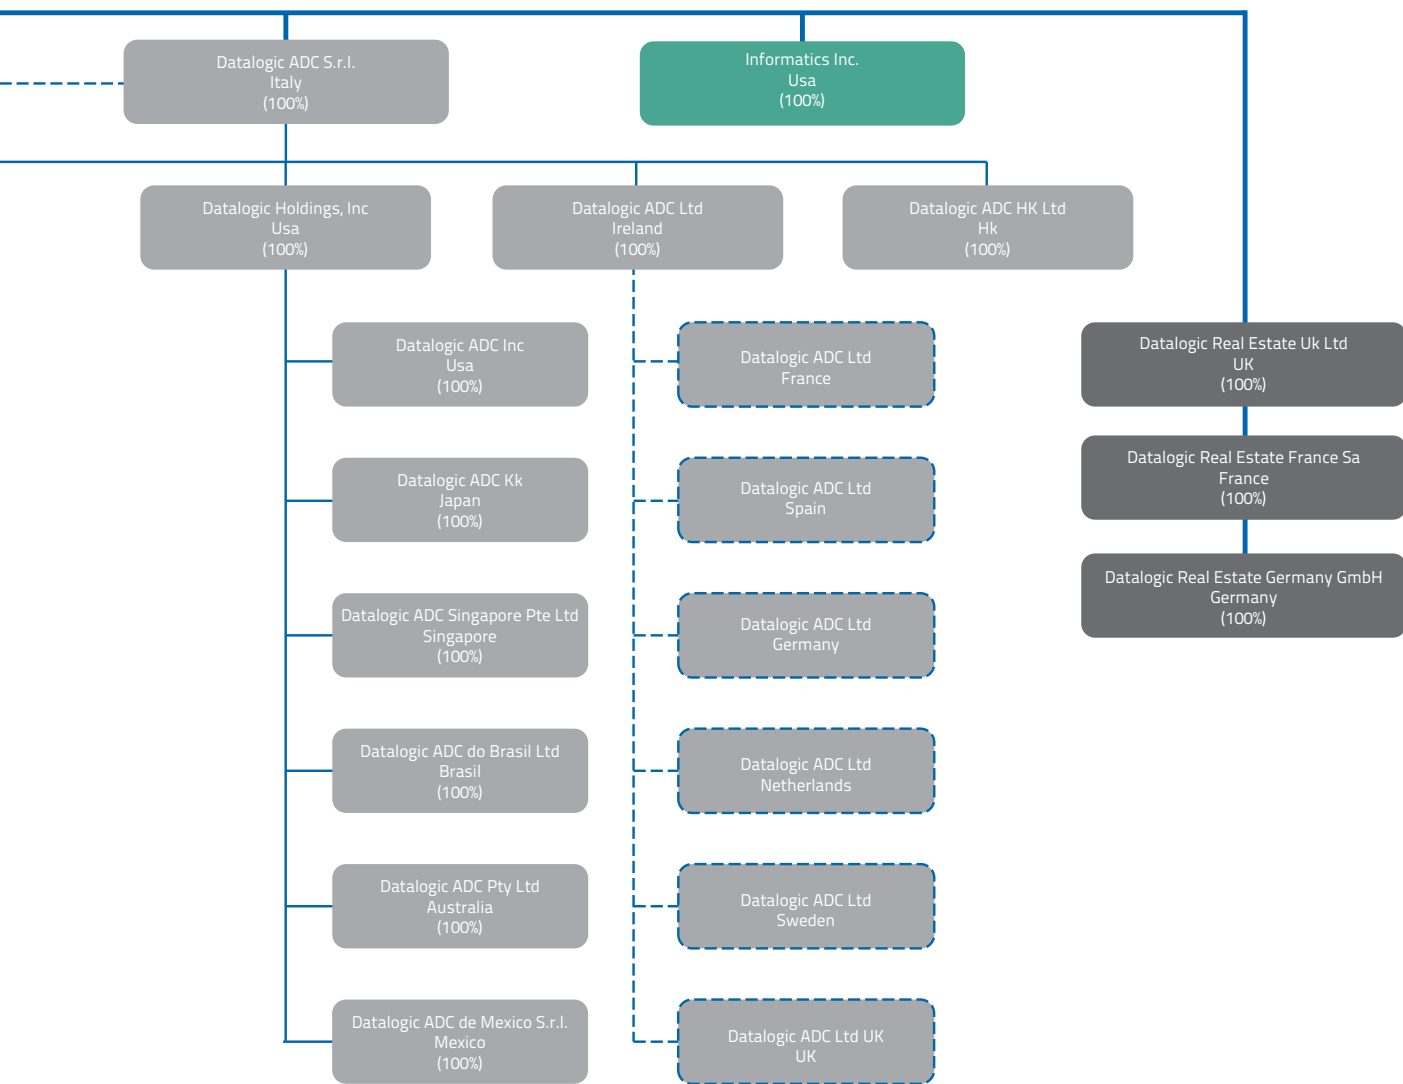 Datalogic ADC S.r.l.
Italy
(100%)
Informatics Inc.
Usa
(100%)
Datalogic Holdings, Inc
Usa
(100%)
Datalogic ADC Ltd
Ireland
(100%)
Datalogic ADC HK Ltd
Hk
(100%)
Datalogic ADC Inc
Usa
(100%)
Datalogic ADC Kk
Japan
(100%)
Datalogic ADC Singapore Pte Ltd
Singapore
(100%)
Datalogic ADC do Brasil Ltd
Brasil
(100%)
Datalogic ADC Pty Ltd
Australia
(100%)
Datalogic ADC de Mexico S.r.l.
Mexico
(100%)
Datalogic ADC Ltd
France
Datalogic ADC Ltd
Spain
Datalogic ADC Ltd
Germany
Datalogic ADC Ltd
Netherlands
Datalogic ADC Ltd
Sweden
Datalogic ADC Ltd UK
UK
Datalogic Real Estate Uk Ltd
UK
(100%)
Datalogic Real Estate France Sa
France
(100%)
Datalogic Real Estate Germany GmbH
Germany
(100%)